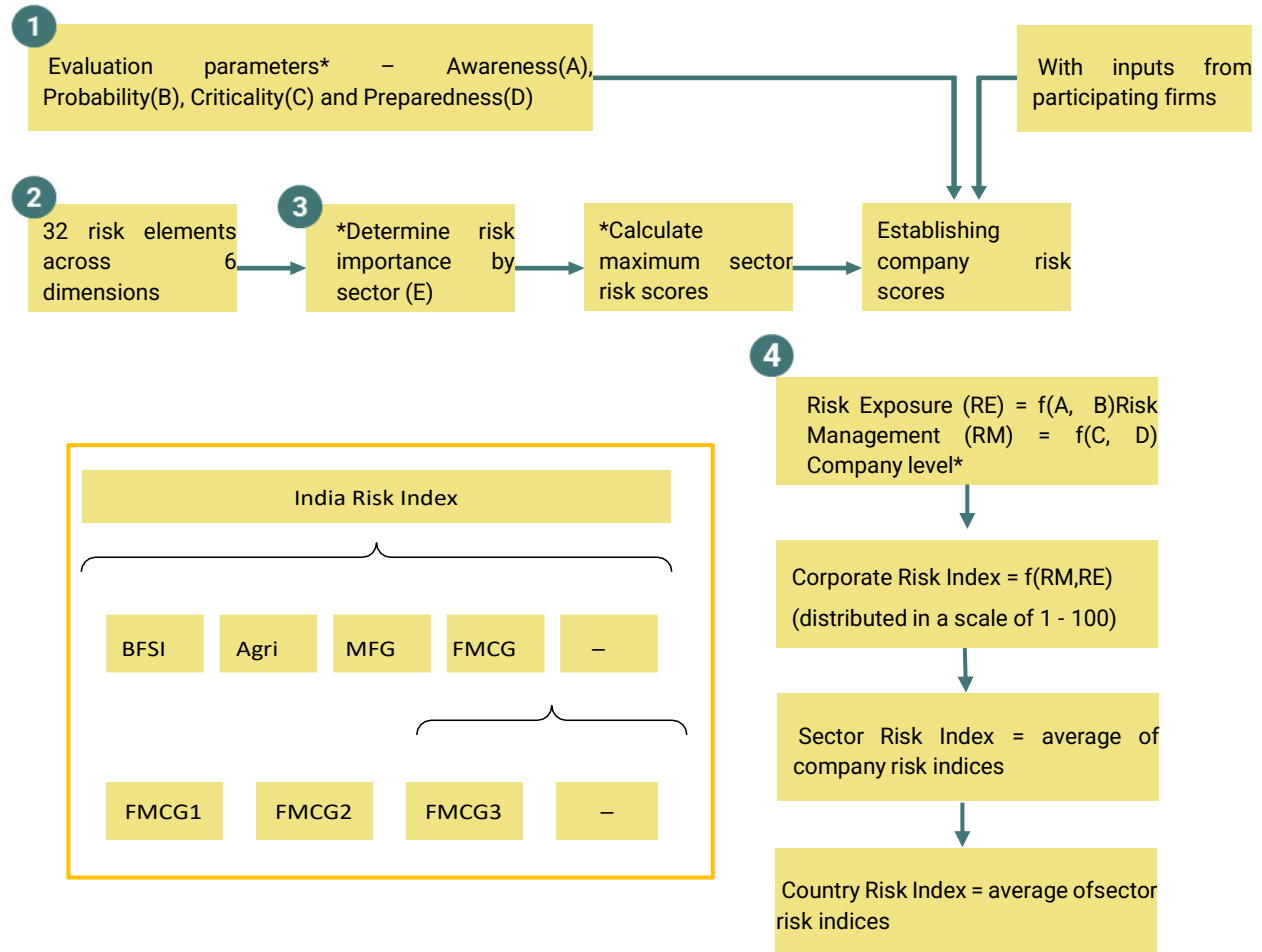 1
Evaluation parameters* – Awareness(A),
Probability(B), Criticality(C) and Preparedness(D)
With inputs from
participating firms
2
32 risk elements
across 6
dimensions
3
*Determine risk
importance by
sector (E)
*Calculate
maximum sector
risk scores
Establishing
company risk
scores
4
Risk Exposure (RE) = f(A, B)Risk
Management (RM) = f(C, D)
Company level*
Corporate Risk Index = f(RM,RE)
(distributed in a scale of 1 - 100)
Sector Risk Index = average of
company risk indices
Country Risk Index = average ofsector
risk indices
India Risk Index
BFSI Agri MFG FMCG –
FMCG1 FMCG2 FMCG3 –